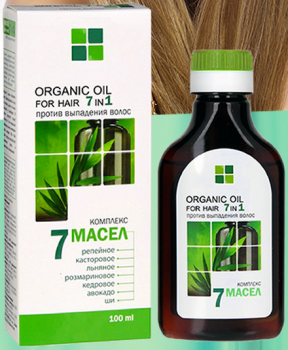 ORGANIC OIL
FOR HAIR 7 IN 1
против выпадения волос
КОМПЛЕКС
7 МАСЕЛ
репейное
касторовое
льняное
розмариновое
кедровое
авокадо
ши
100 ml
ORGANIC OIL
FOR HAIR 7 IN 1
против выпадения волос
КОМПЛЕКС
7 МАСЕЛ